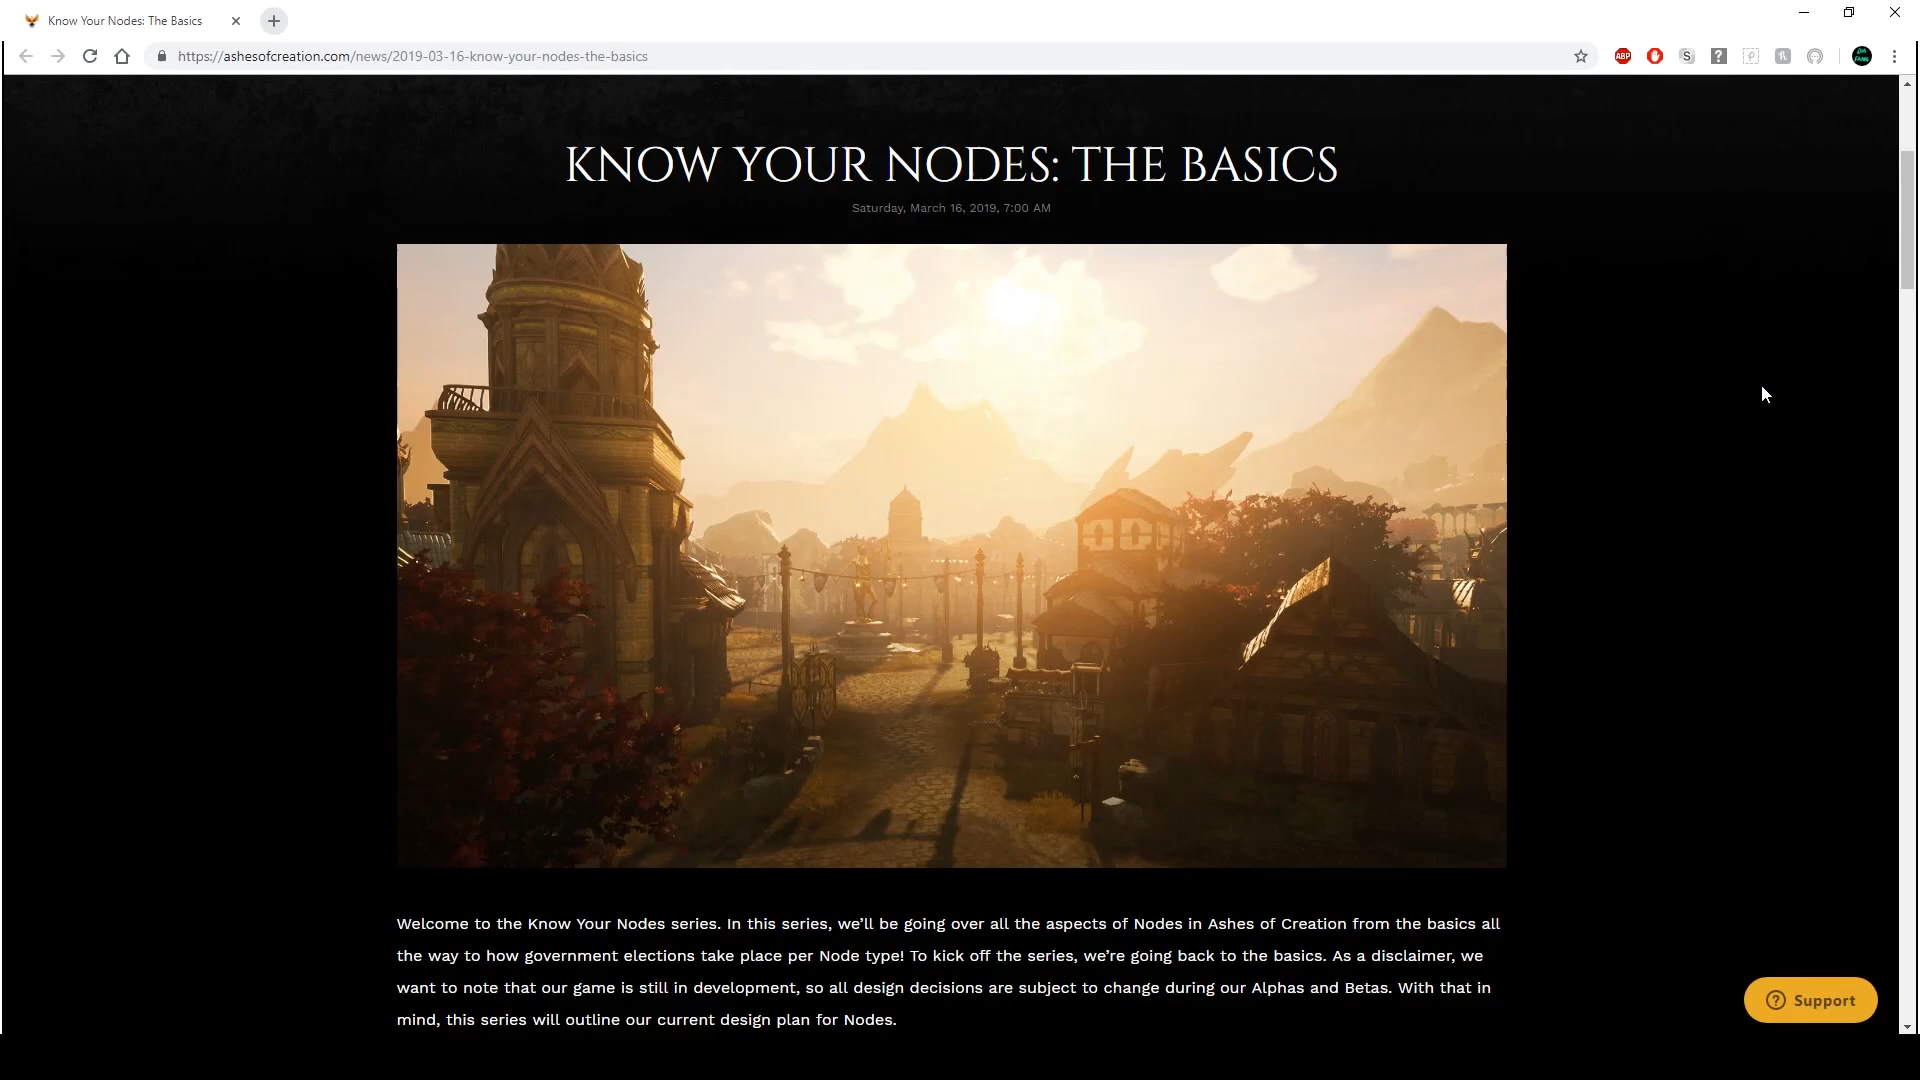 Know Your Nodes: The Basics
https://ashesofcreation.com/news/2019-03-16-know-your-nodes-the-basics
ABP
S
?
KNOW YOUR NODES: THE BASICS
Saturday, March 16, 2019, 7:00 AM
Welcome to the Know Your Nodes series. In this series, we’ll be going over all the aspects of Nodes in Ashes of Creation from the basics all
the way to how government elections take place per Node type! To kick off the series, we’re going back to the basics. As a disclaimer, we
want to note that our game is still in development, so all design decisions are subject to change during our Alphas and Betas. With that in
mind, this series will outline our current design plan for Nodes.
? Support